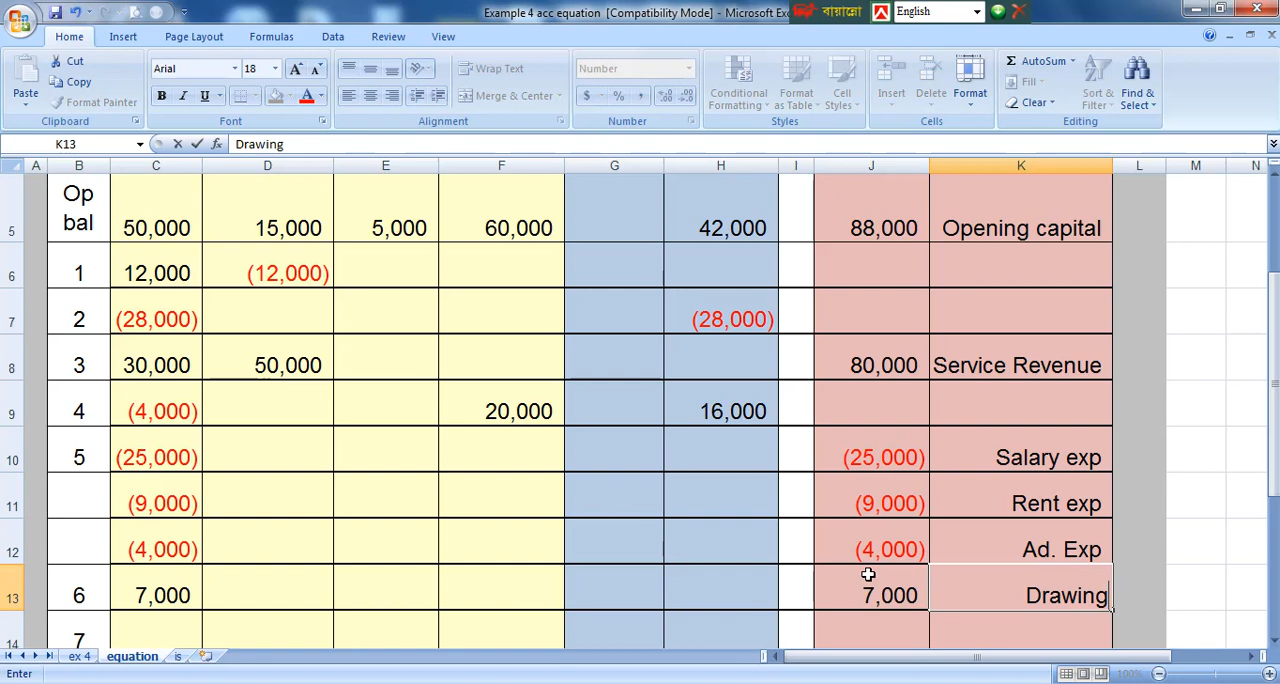 Example 4 acc equation [Compatibility Mode] - Microsoft Exc
বায়ান্নো English
Home Insert Page Layout Formulas Data Review View
Paste Cut Copy Format Painter Clipboard
Arial 18 B I U A Font
Wrap Text Merge & Center Alignment
Number $ % , Number
Conditional Formatting Format as Table Cell Styles Styles
Insert Delete Format Cells
Σ AutoSum Fill Clear Sort & Filter Find & Select Editing
K13 fx Drawing
A B C D E F G H I J K L M N
5 Op bal 50,000 15,000 5,000 60,000 42,000 88,000 Opening capital
6 1 12,000 (12,000)
7 2 (28,000) (28,000)
8 3 30,000 50,000 80,000 Service Revenue
9 4 (4,000) 20,000 16,000
10 5 (25,000) (25,000) Salary exp
11 (9,000) (9,000) Rent exp
12 (4,000) (4,000) Ad. Exp
13 6 7,000 7,000 Drawing
14 7
ex 4 equation is
Enter 100%